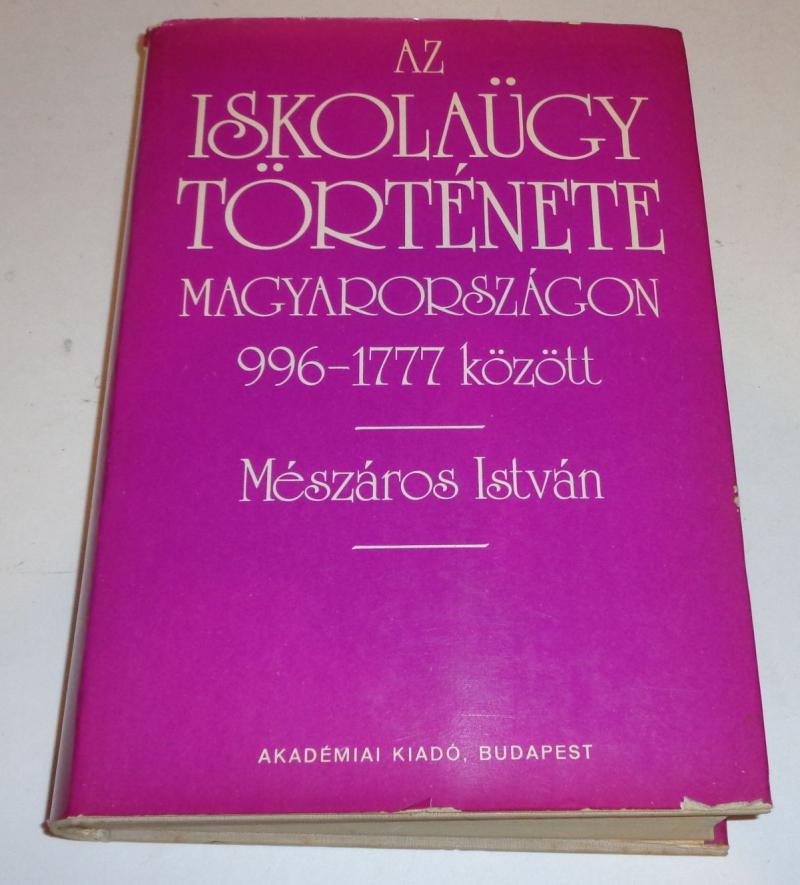 AZ
ISKOLAÜGY
TÖRTÉNETE
MAGYARORSZÁGON
996–1777 között
Mészáros István
AKADÉMIAI KIADÓ, BUDAPEST